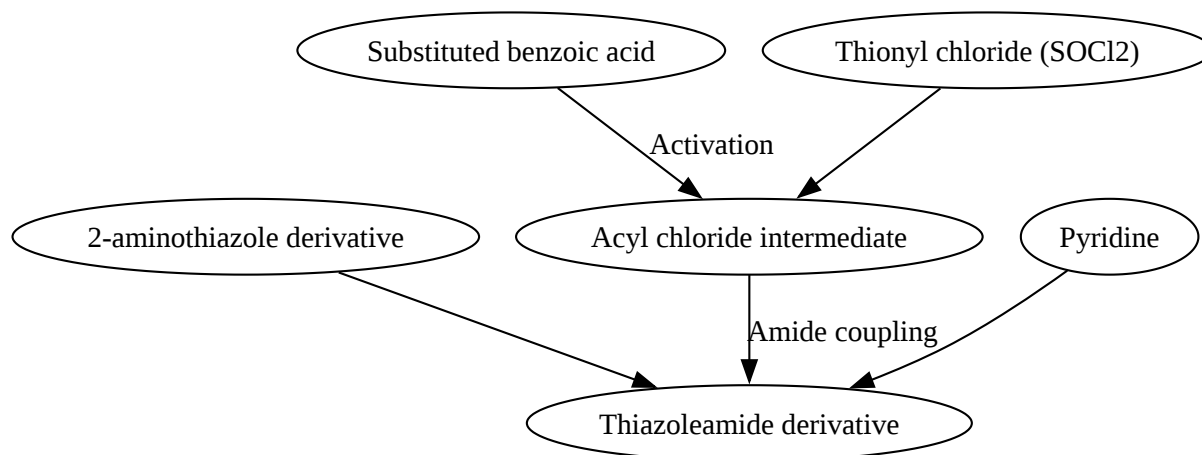 Substituted benzoic acid
Thionyl chloride (SOCl2)
Activation
2-aminothiazole derivative
Acyl chloride intermediate
Pyridine
Amide coupling
Thiazoleamide derivative